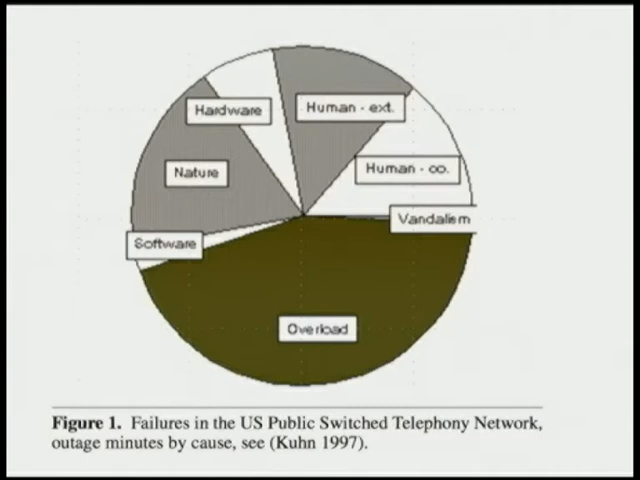 Hardware
Human - ext.
Nature
Human - co.
Vandalism
Software
Overload
Figure 1. Failures in the US Public Switched Telephony Network,
outage minutes by cause, see (Kuhn 1997).